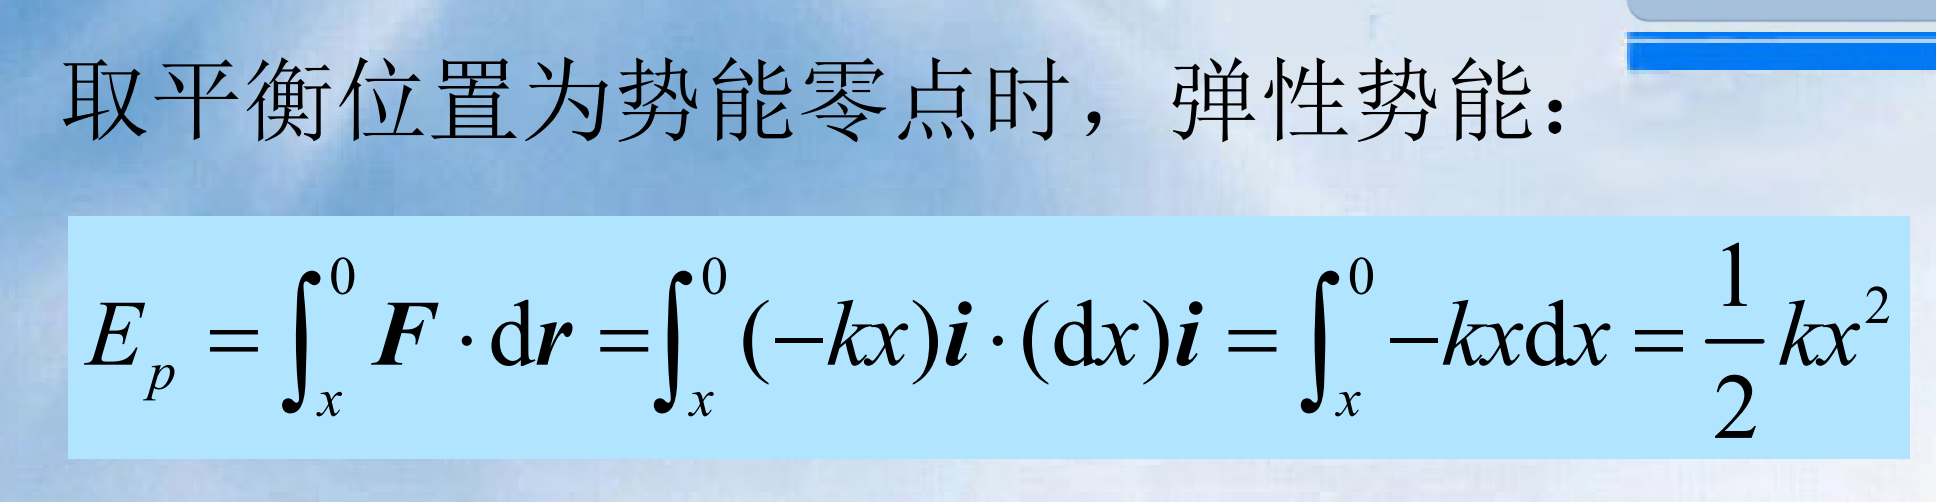 取平衡位置为势能零点时，弹性势能：
$E_p = \int_x^0 \boldsymbol{F} \cdot \mathrm{d}\boldsymbol{r} = \int_x^0 (-kx)\boldsymbol{i} \cdot (\mathrm{d}x)\boldsymbol{i} = \int_x^0 -kx\mathrm{d}x = \frac{1}{2}kx^2$